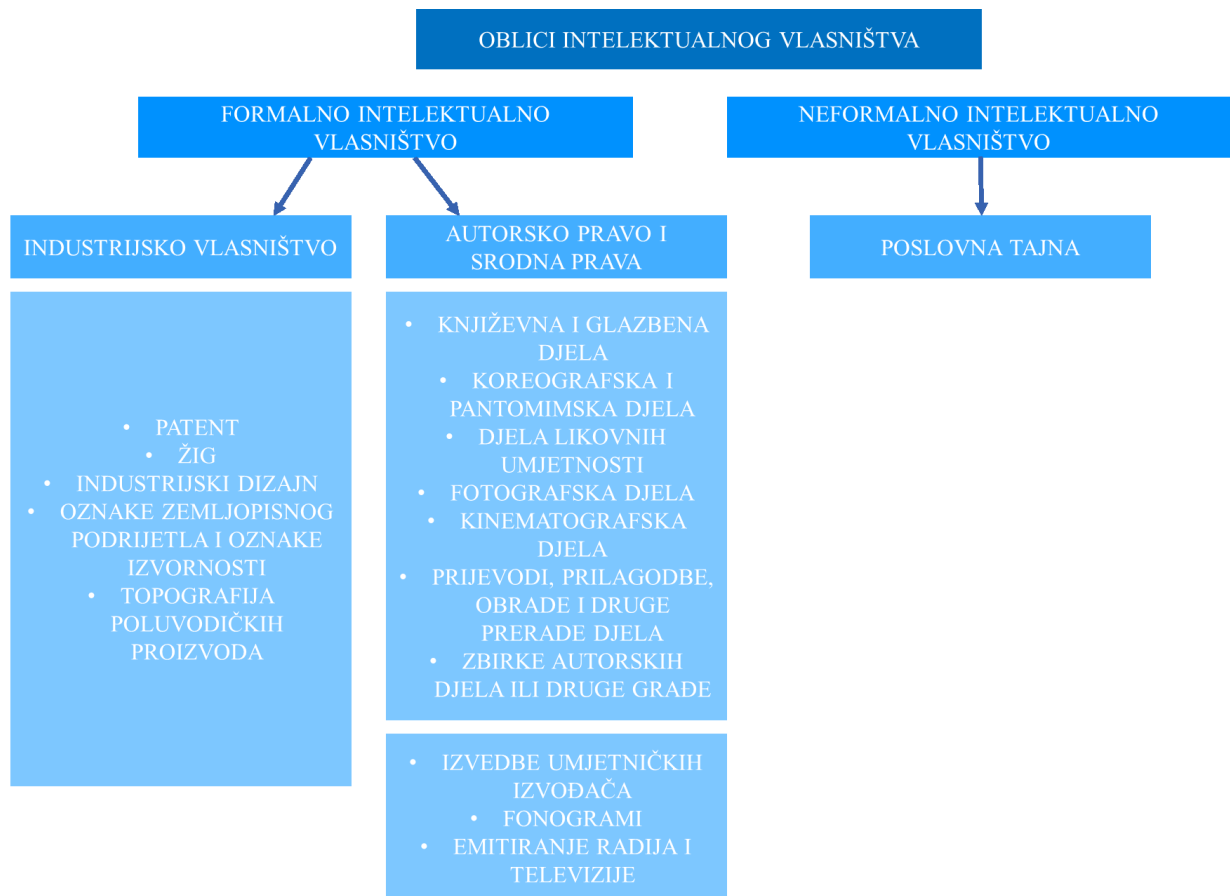 OBLICI INTELEKTUALNOG VLASNIŠTVA
FORMALNO INTELEKTUALNO
VLASNIŠTVO
NEFORMALNO INTELEKTUALNO
VLASNIŠTVO
INDUSTRIJSKO VLASNIŠTVO
AUTORSKO PRAVO I
SRODNA PRAVA
POSLOVNA TAJNA
• PATENT
• ŽIG
• INDUSTRIJSKI DIZAJN
• OZNAKE ZEMLJOPISNOG
PODRIJETLA I OZNAKE
IZVORNOSTI
• TOPOGRAFIJA
POLUVODIČKIH
PROIZVODA
• KNJIŽEVNA I GLAZBENA
DJELA
• KOREOGRAFSKA I
PANTOMIMSKA DJELA
• DJELA LIKOVNIH
UMJETNOSTI
• FOTOGRAFSKA DJELA
• KINEMATOGRAFSKA
DJELA
• PRIJEVODI, PRILAGODBE,
OBRADE I DRUGE
PRERADE DJELA
• ZBIRKE AUTORSKIH
DJELA ILI DRUGE GRAĐE
• IZVEDBE UMJETNIČKIH
IZVOĐAČA
• FONOGRAMI
• EMITIRANJE RADIJA I
TELEVIZIJE